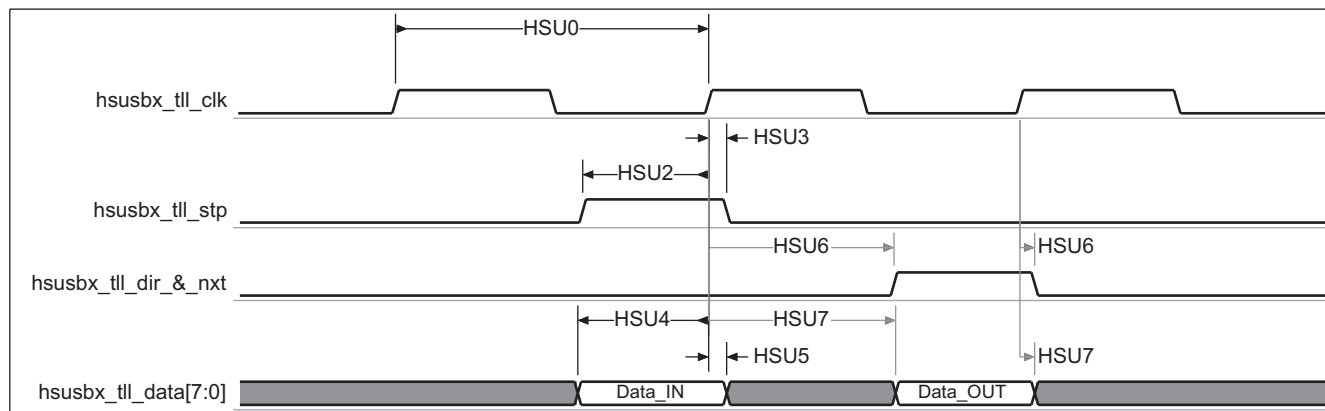 HSU0
hsusbx_tll_clk
HSU3
HSU2
hsusbx_tll_stp
HSU6
HSU6
hsusbx_tll_dir_&_nxt
HSU4
HSU7
HSU5
HSU7
hsusbx_tll_data[7:0]
Data_IN
Data_OUT